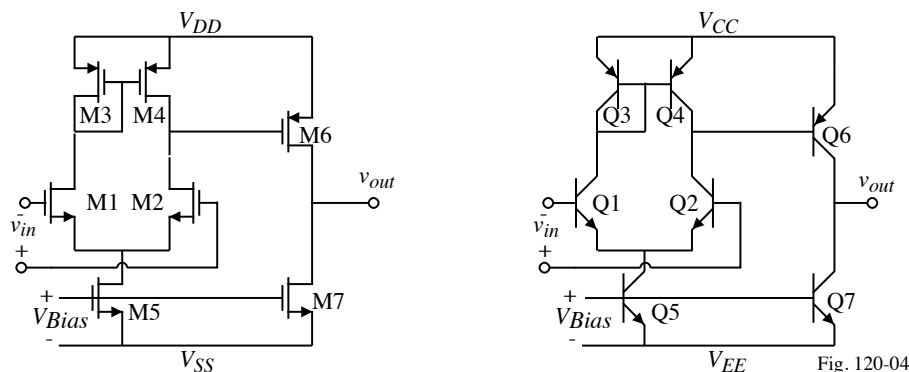 VDD
VCC
M3
M4
Q3
Q4
M6
Q6
vout
vout
M1
M2
Q1
Q2
-
vin
+
-
vin
+
+
VBias
-
M5
M7
+
VBias
-
Q5
Q7
VSS
VEE
Fig. 120-04